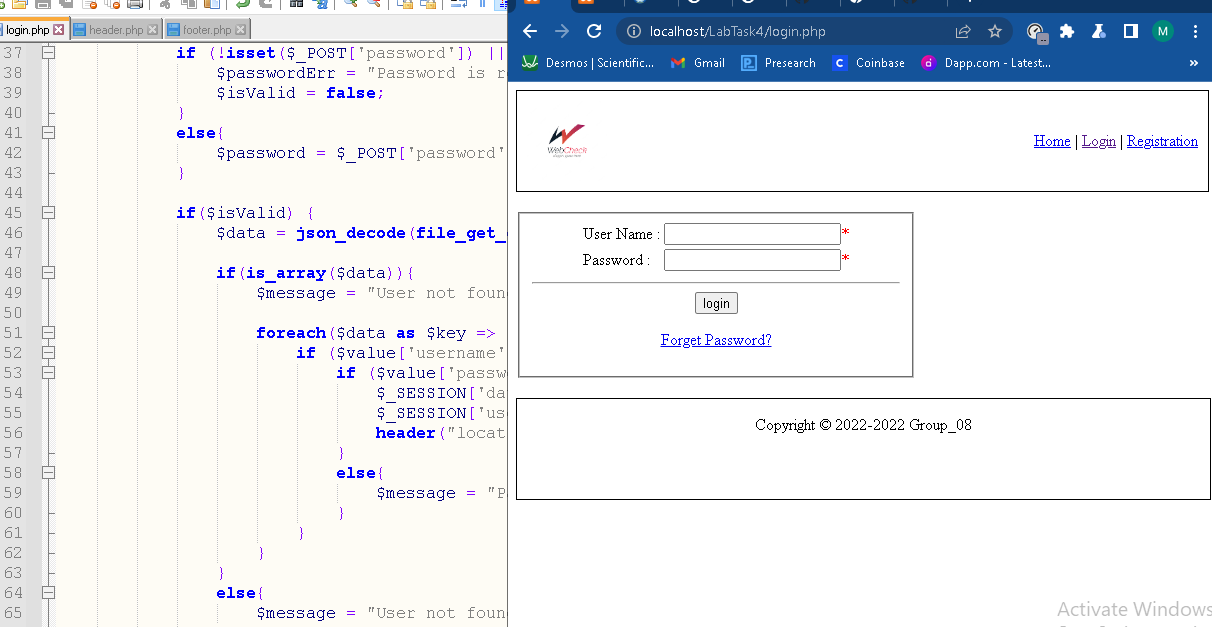 login.php
header.php
footer.php
37 if (!isset($_POST['password']) ||
38 $passwordErr = "Password is r
39 $isValid = false;
40 }
41 else{
42 $password = $_POST['password'
43 }
44
45 if($isValid) {
46 $data = json_decode(file_get_
47
48 if(is_array($data)){
49 $message = "User not foun
50
51 foreach($data as $key =>
52 if ($value['username'
53 if ($value['passw
54 $_SESSION['da
55 $_SESSION['us
56 header("locat
57 }
58 else{
59 $message = "P
60 }
61 }
62 }
63 }
64 else{
65 $message = "User not foun
localhost/LabTask4/login.php
M
Desmos | Scientific... Gmail Presearch Coinbase Dapp.com - Latest... »
WebCheck
Home | Login | Registration
User Name : *
Password : *
login
Forget Password?
Copyright © 2022-2022 Group_08
Activate Windows